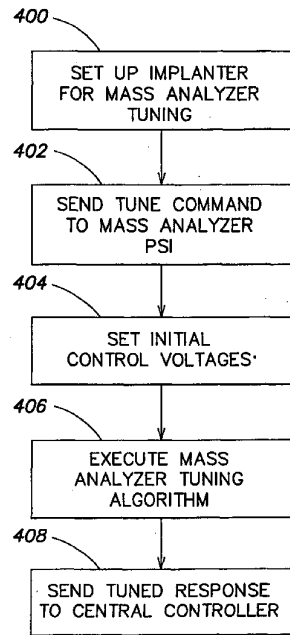 400
SET UP IMPLANTER
FOR MASS ANALYZER
TUNING
402
SEND TUNE COMMAND
TO MASS ANALYZER
PSI
404
SET INITIAL
CONTROL VOLTAGES
406
EXECUTE MASS
ANALYZER TUNING
ALGORITHM
408
SEND TUNED RESPONSE
TO CENTRAL CONTROLLER